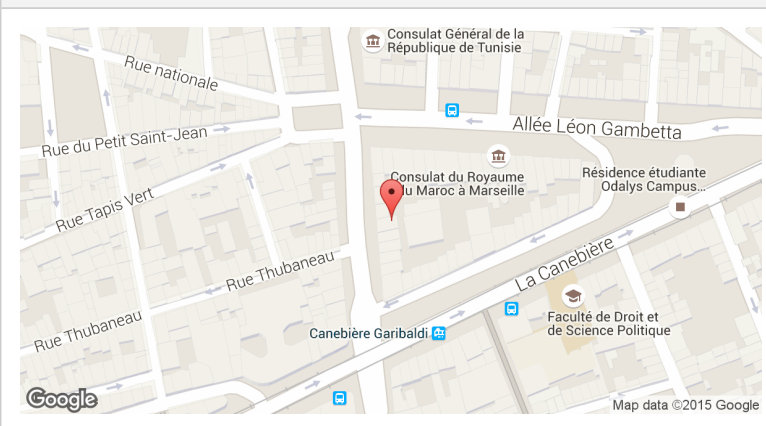 Consulat Général de la
République de Tunisie
Rue nationale
Allée Léon Gambetta
Rue du Petit Saint-Jean
Consulat du Royaume
du Maroc à Marseille
Résidence étudiante
Odalys Campus...
Rue Tapis Vert
La Canebière
Rue Thubaneau
Rue Thubaneau
Faculté de Droit et
de Science Politique
Canebière Garibaldi
Google
Map data ©2015 Google